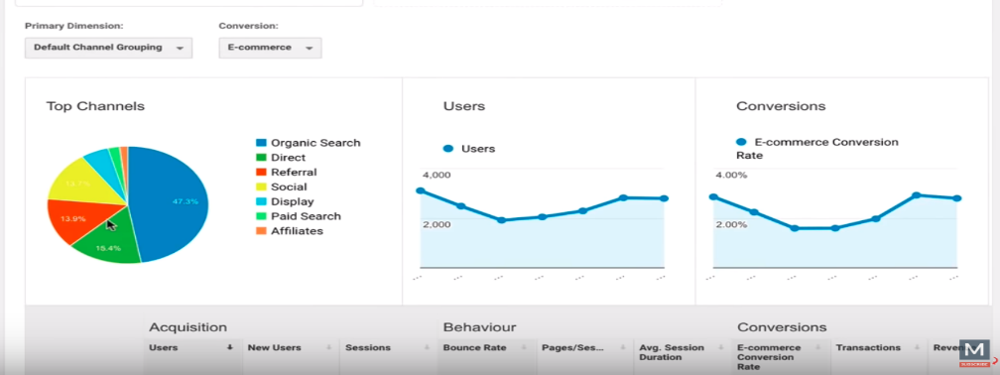 Primary Dimension:
Conversion:
Default Channel Grouping
E-commerce
Top Channels
Users
Conversions
47.3%
15.4%
13.9%
13.7%
Organic Search
Direct
Referral
Social
Display
Paid Search
Affiliates
Users
4,000
2,000
E-commerce Conversion
Rate
4.00%
2.00%
Acquisition
Behaviour
Conversions
Users
New Users
Sessions
Bounce Rate
Pages/Ses...
Avg. Session
Duration
E-commerce
Conversion
Rate
Transactions
M
SUBSCRIBE